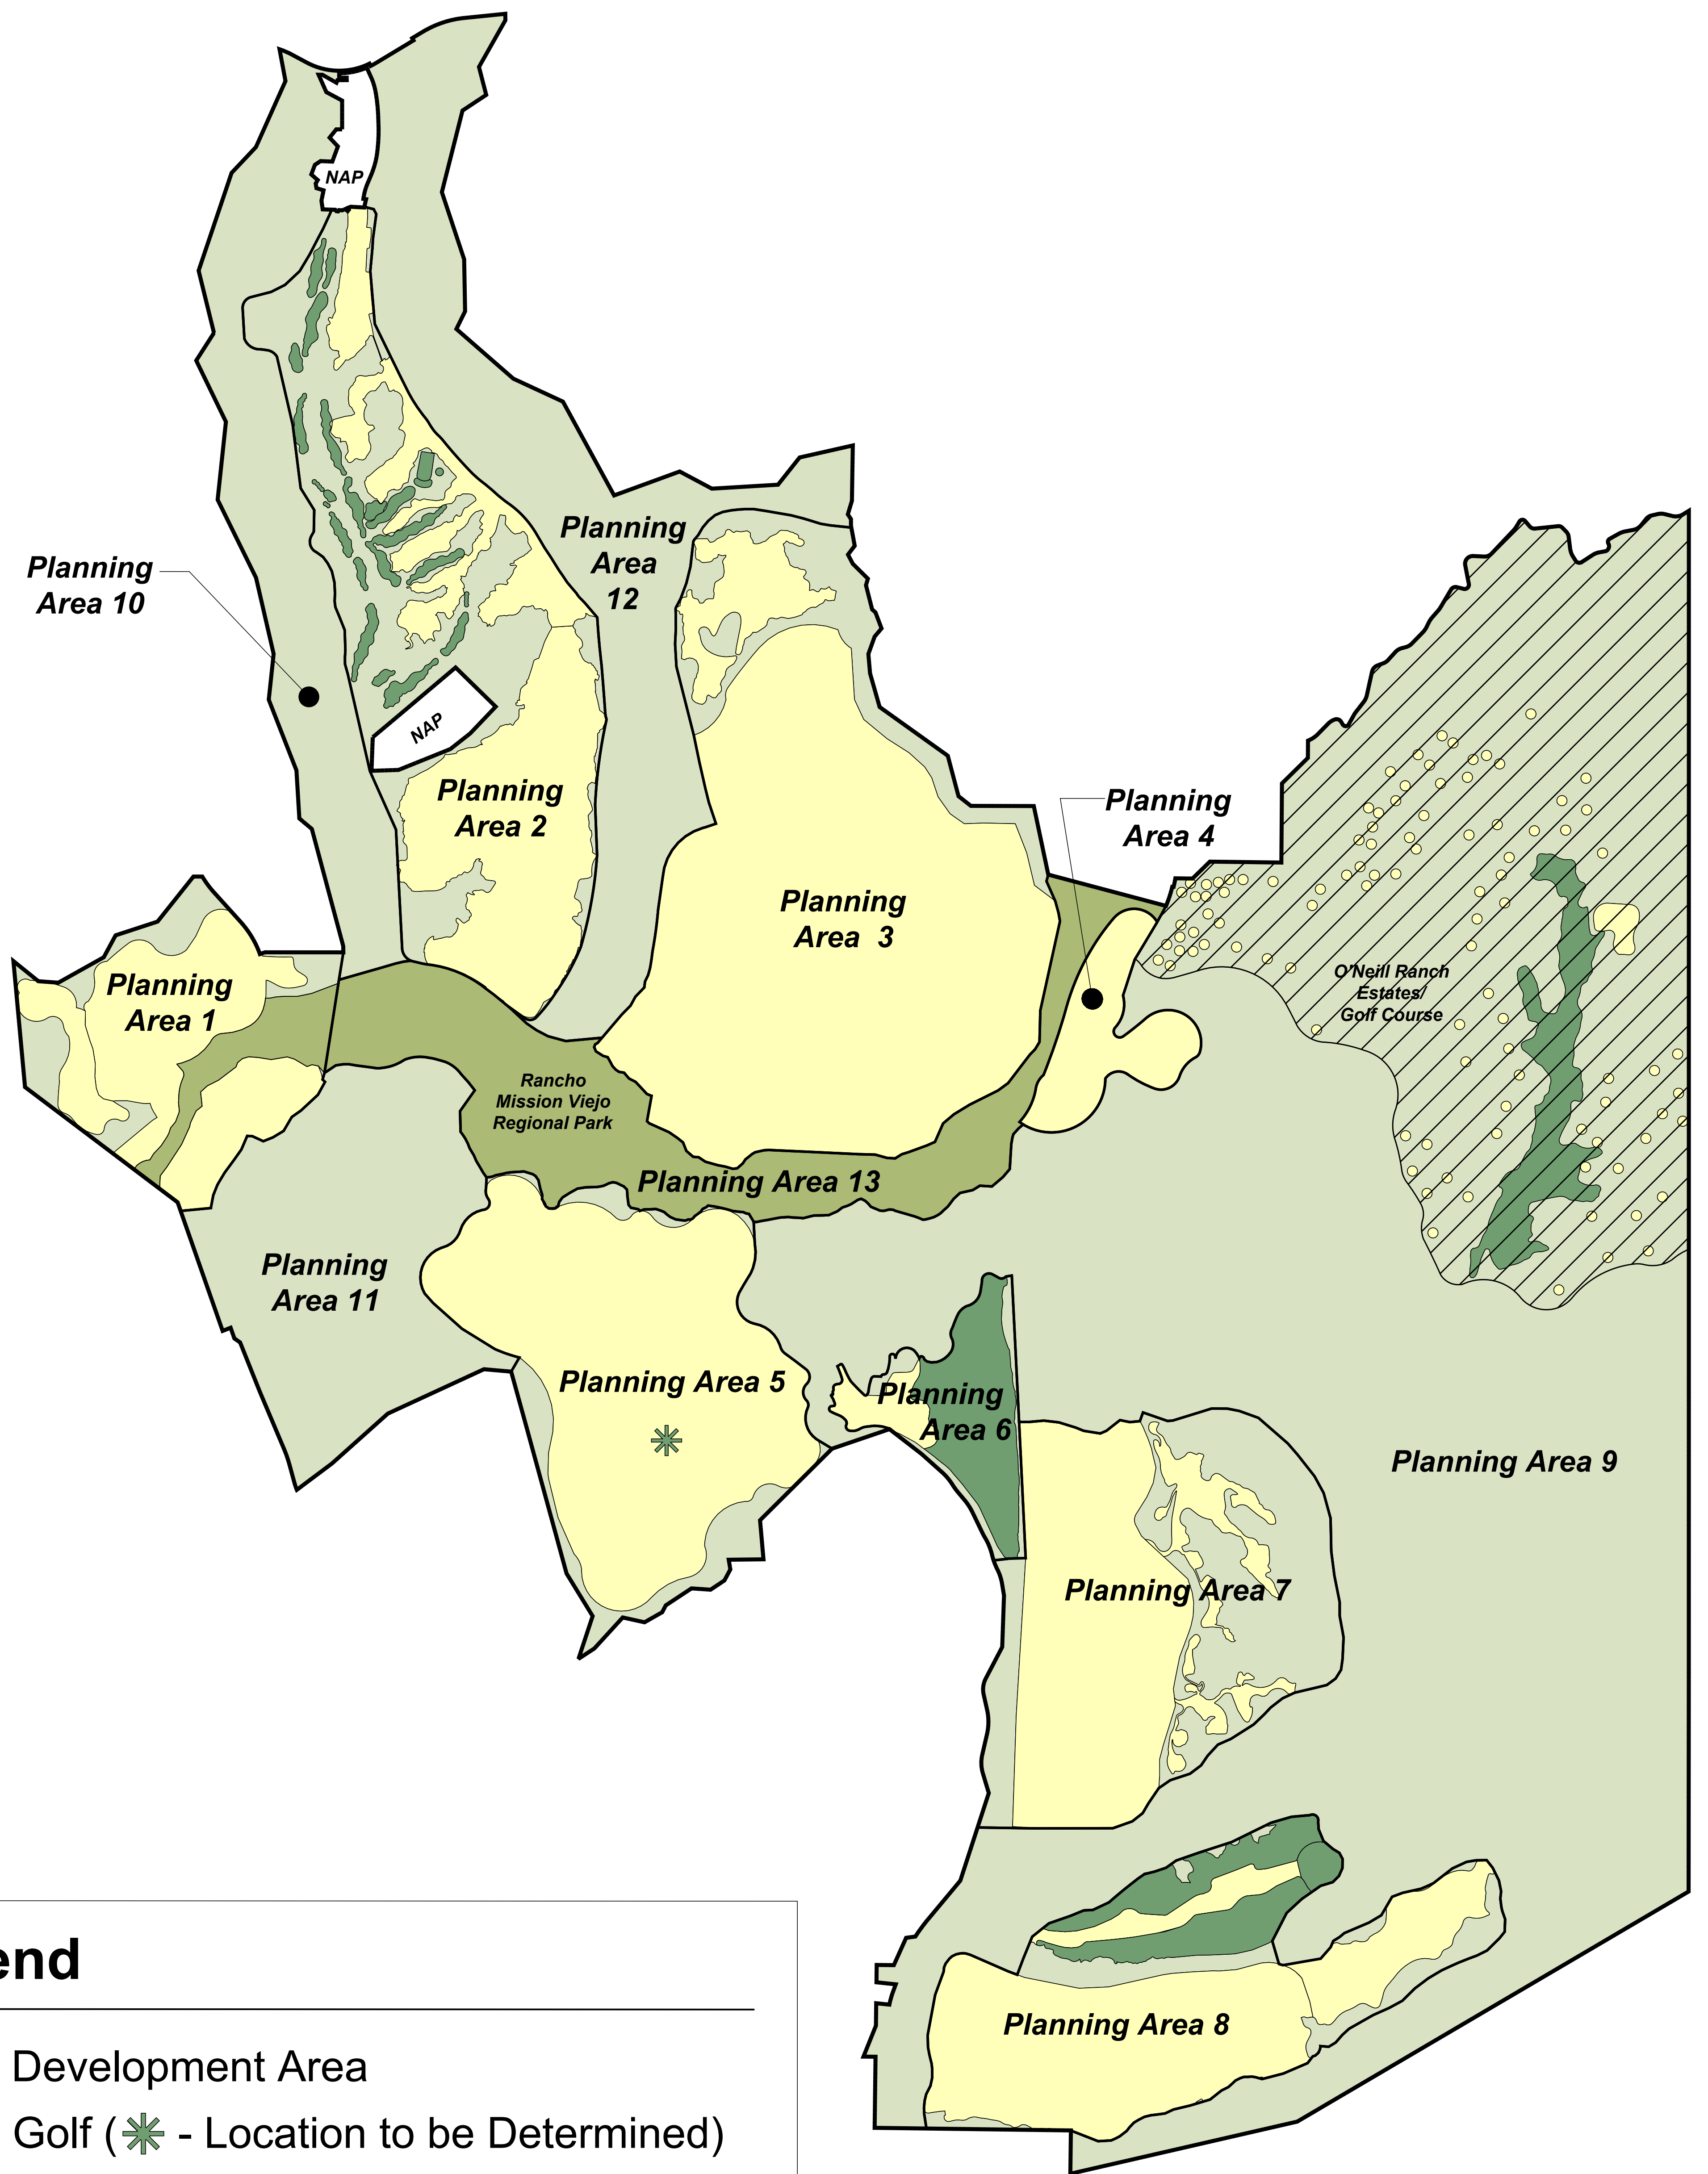 NAP
Planning
Area
12
Planning
Area 10
NAP
Planning
Area 2
Planning
Area 4
Planning
Area 3
O'Neill Ranch
Estates/
Golf Course
Planning
Area 1
Rancho
Mission Viejo
Regional Park
Planning Area 13
Planning
Area 11
Planning Area 5
Planning
Area 6
Planning Area 9
Planning Area 7
Planning Area 8
end
Development Area
Golf (✳ - Location to be Determined)